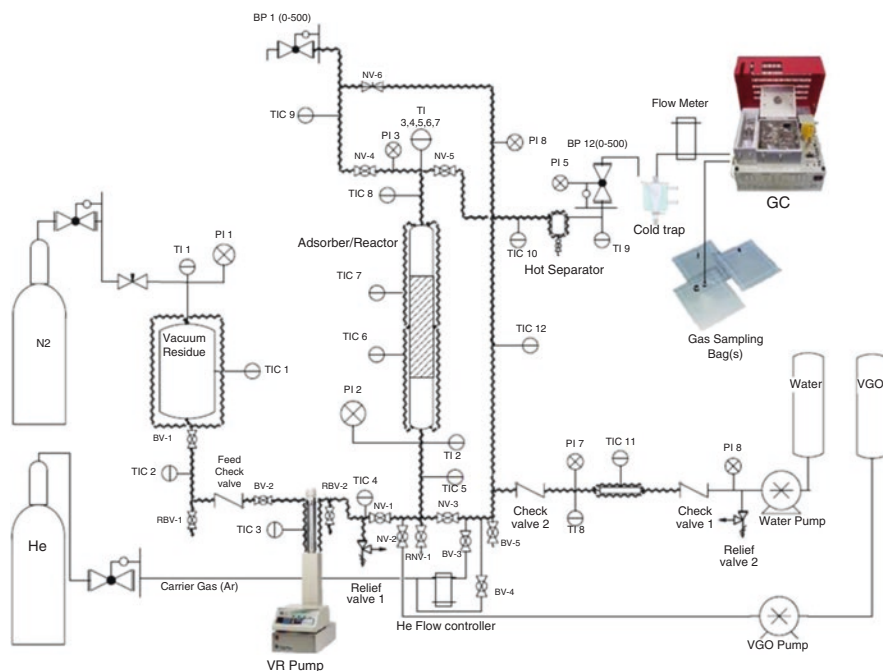 BP 1 (0-500)
NV-6
TIC 9
TI
3,4,5,6,7
PI 3
NV-4
NV-5
TIC 8
PI 8
BP 12(0-500)
PI 5
Flow Meter
GC
Cold trap
TI 9
TIC 10
Hot Separator
Gas Sampling
Bag(s)
TI 1
PI 1
N2
Vacuum
Residue
TIC 1
BV-1
Adsorber/Reactor
TIC 7
TIC 6
TIC 12
PI 2
TI 2
TIC 5
Water
VGO
TIC 2
Feed
Check
valve
BV-2
RBV-1
RBV-2
TIC 3
TIC 4
NV-1
NV-3
NV-2
RNV-1
BV-3
BV-5
BV-4
Check
valve 2
PI 7
TI 8
TIC 11
Check
valve 1
PI 8
Water Pump
Relief
valve 2
He
Carrier Gas (Ar)
Relief
valve 1
He Flow controller
VR Pump
VGO Pump